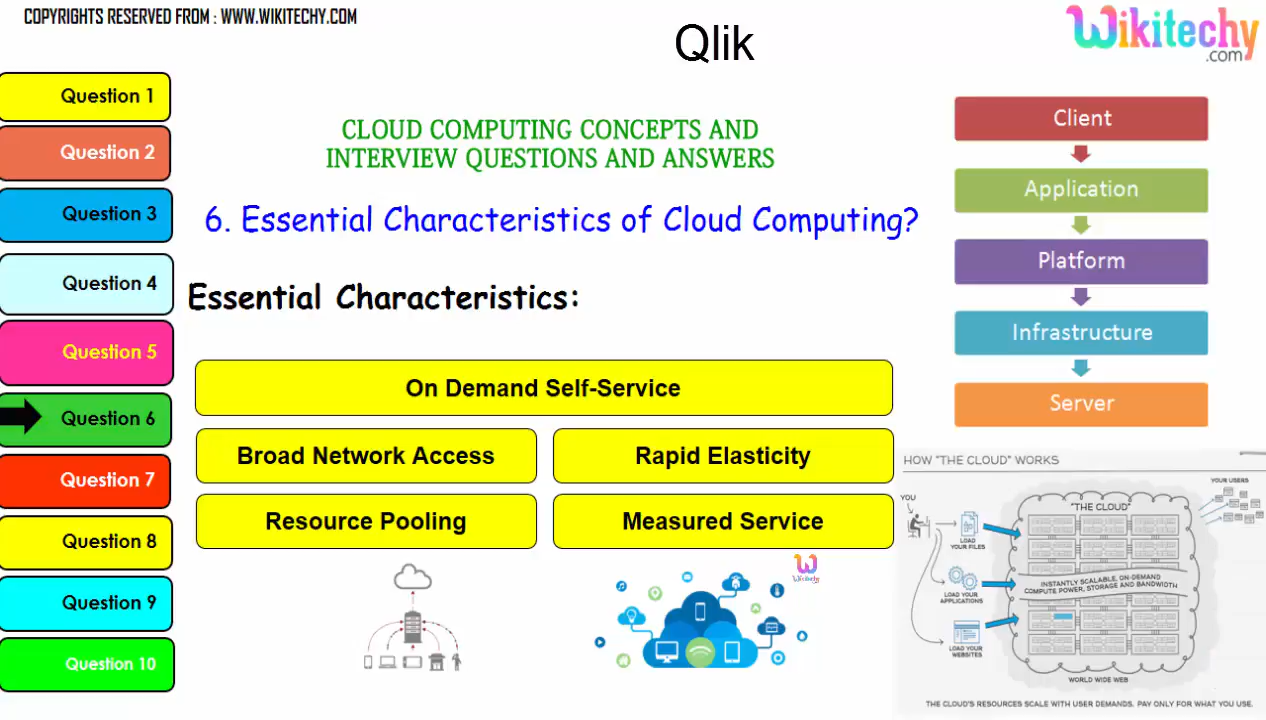 COPYRIGHTS RESERVED FROM : WWW.WIKITECHY.COM
Qlik
Wikitechy
.com
Question 1
Question 2
Question 3
Question 4
Question 5
Question 6
Question 7
Question 8
Question 9
Question 10
CLOUD COMPUTING CONCEPTS AND
INTERVIEW QUESTIONS AND ANSWERS
6. Essential Characteristics of Cloud Computing?
Essential Characteristics:
On Demand Self-Service
Broad Network Access
Rapid Elasticity
Resource Pooling
Measured Service
Wikitechy
Client
Application
Platform
Infrastructure
Server
HOW "THE CLOUD" WORKS
YOU
YOUR USERS
"THE CLOUD"
LOAD
YOUR FILES
INSTANTLY SCALABLE, ON-DEMAND
COMPUTE POWER, STORAGE AND BANDWIDTH
LOAD YOUR
APPLICATIONS
LOAD YOUR
WEBSITES
WORLD WIDE WEB
THE CLOUD'S RESOURCES SCALE WITH USER DEMANDS. PAY ONLY FOR WHAT YOU USE.